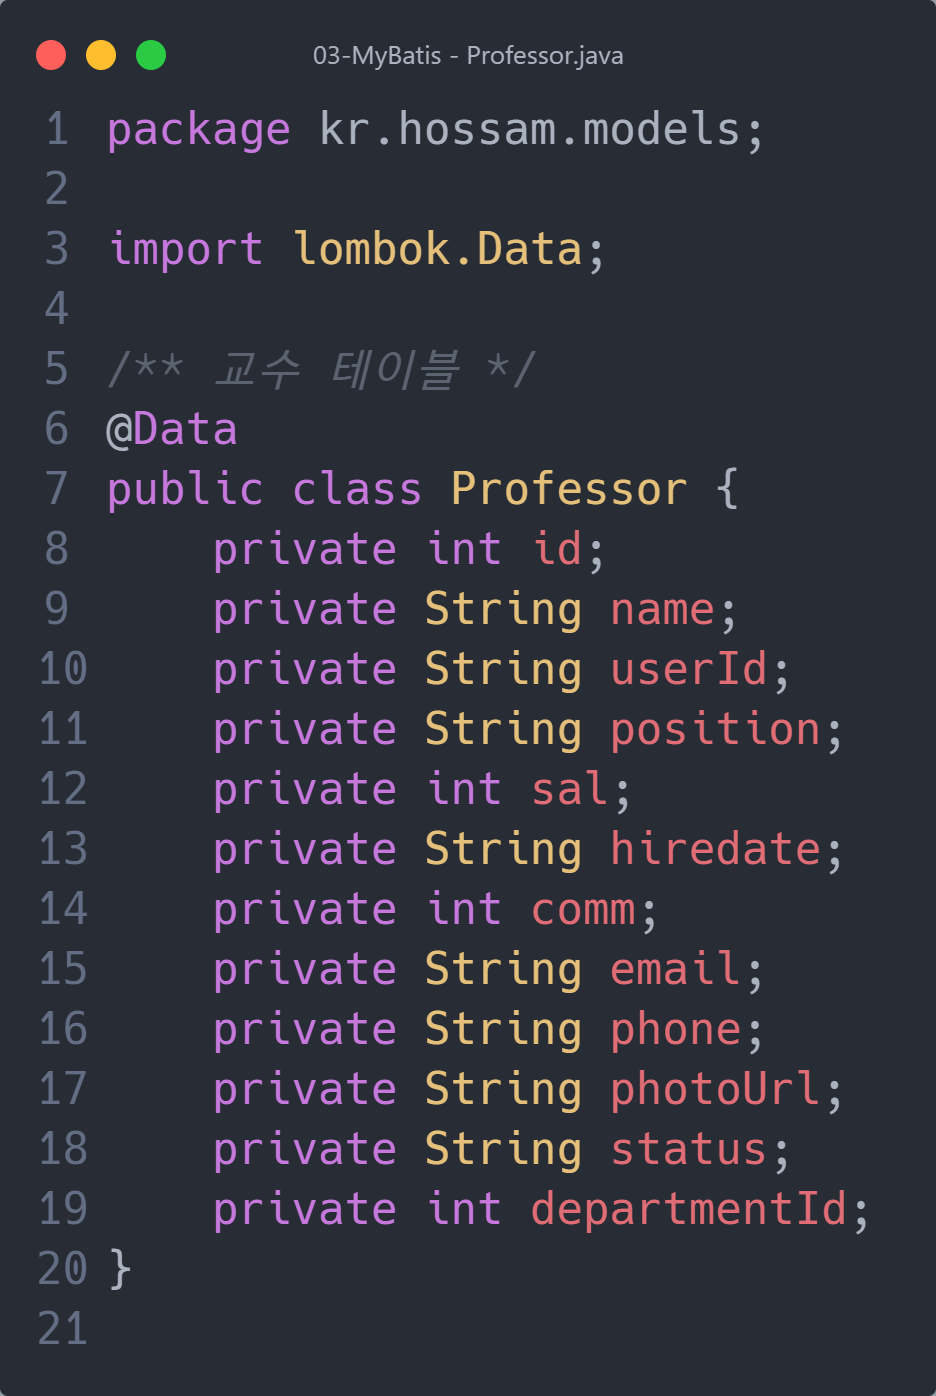 03-MyBatis - Professor.java
1 package kr.hossam.models;
2
3 import lombok.Data;
4
5 /** 교수 테이블 */
6 @Data
7 public class Professor {
8     private int id;
9     private String name;
10     private String userId;
11     private String position;
12     private int sal;
13     private String hiredate;
14     private int comm;
15     private String email;
16     private String phone;
17     private String photoUrl;
18     private String status;
19     private int departmentId;
20 }
21